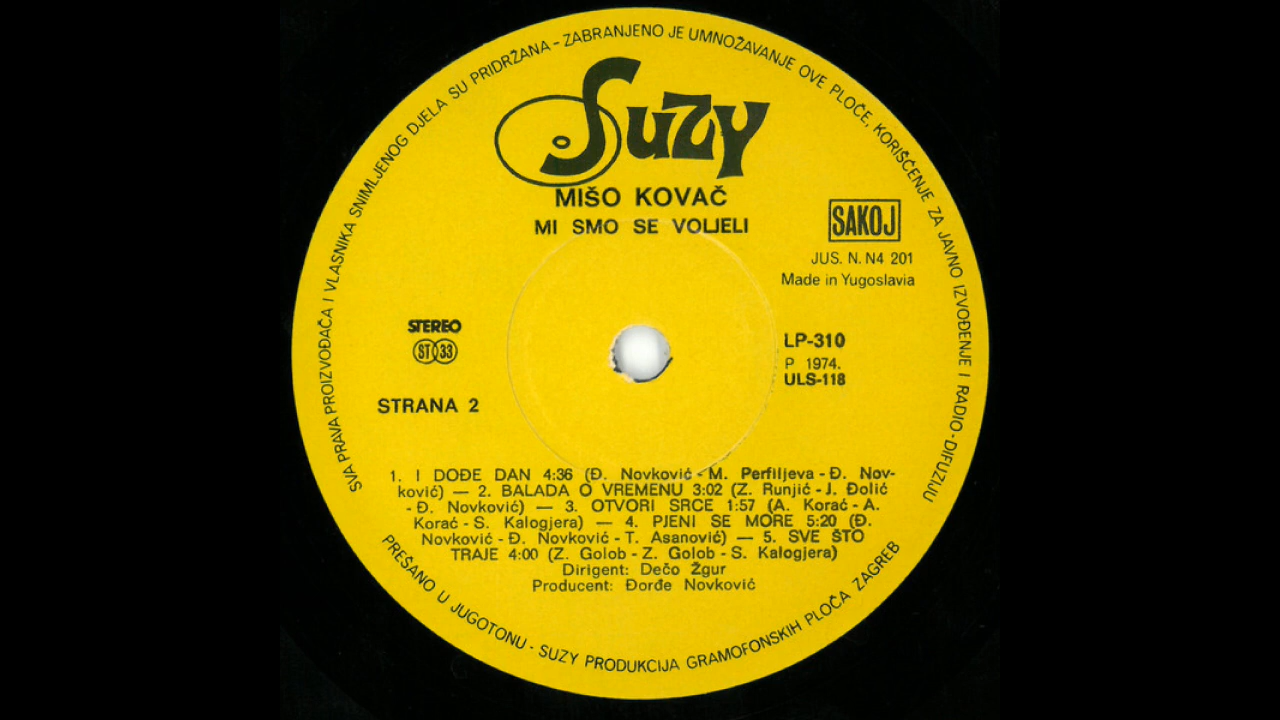 SVA PRAVA PROIZVOĐAČA I VLASNIKA SNIMLJENOG DJELA SU PRIDRŽANA - ZABRANJENO JE UMNOŽAVANJE OVE PLOČE, KORIŠĆENJE ZA JAVNO IZVOĐENJE I RADIO-DIFUZIJU
SUZY
MIŠO KOVAČ
MI SMO SE VOLJELI
SAKOJ
JUS. N. N4 201
Made in Yugoslavia
STEREO
ST 33
LP-310
P 1974.
ULS-118
STRANA 2
1. I DOĐE DAN 4:36 (Đ. Novković - M. Perfiljeva - Đ. Nov-
ković) — 2. BALADA O VREMENU 3:02 (Z. Runjić - J. Đolić
- Đ. Novković) — 3. OTVORI SRCE 1:57 (A. Korać - A.
Korać - S. Kalogjera) — 4. PJENI SE MORE 5:20 (Đ.
Novković - Đ. Novković - T. Asanović) — 5. SVE ŠTO
TRAJE 4:00 (Z. Golob - Z. Golob - S. Kalogjera)
Dirigent: Dečo Žgur
Producent: Đorđe Novković
PREŠANO U JUGOTONU - SUZY PRODUKCIJA GRAMOFONSKIH PLOČA ZAGREB